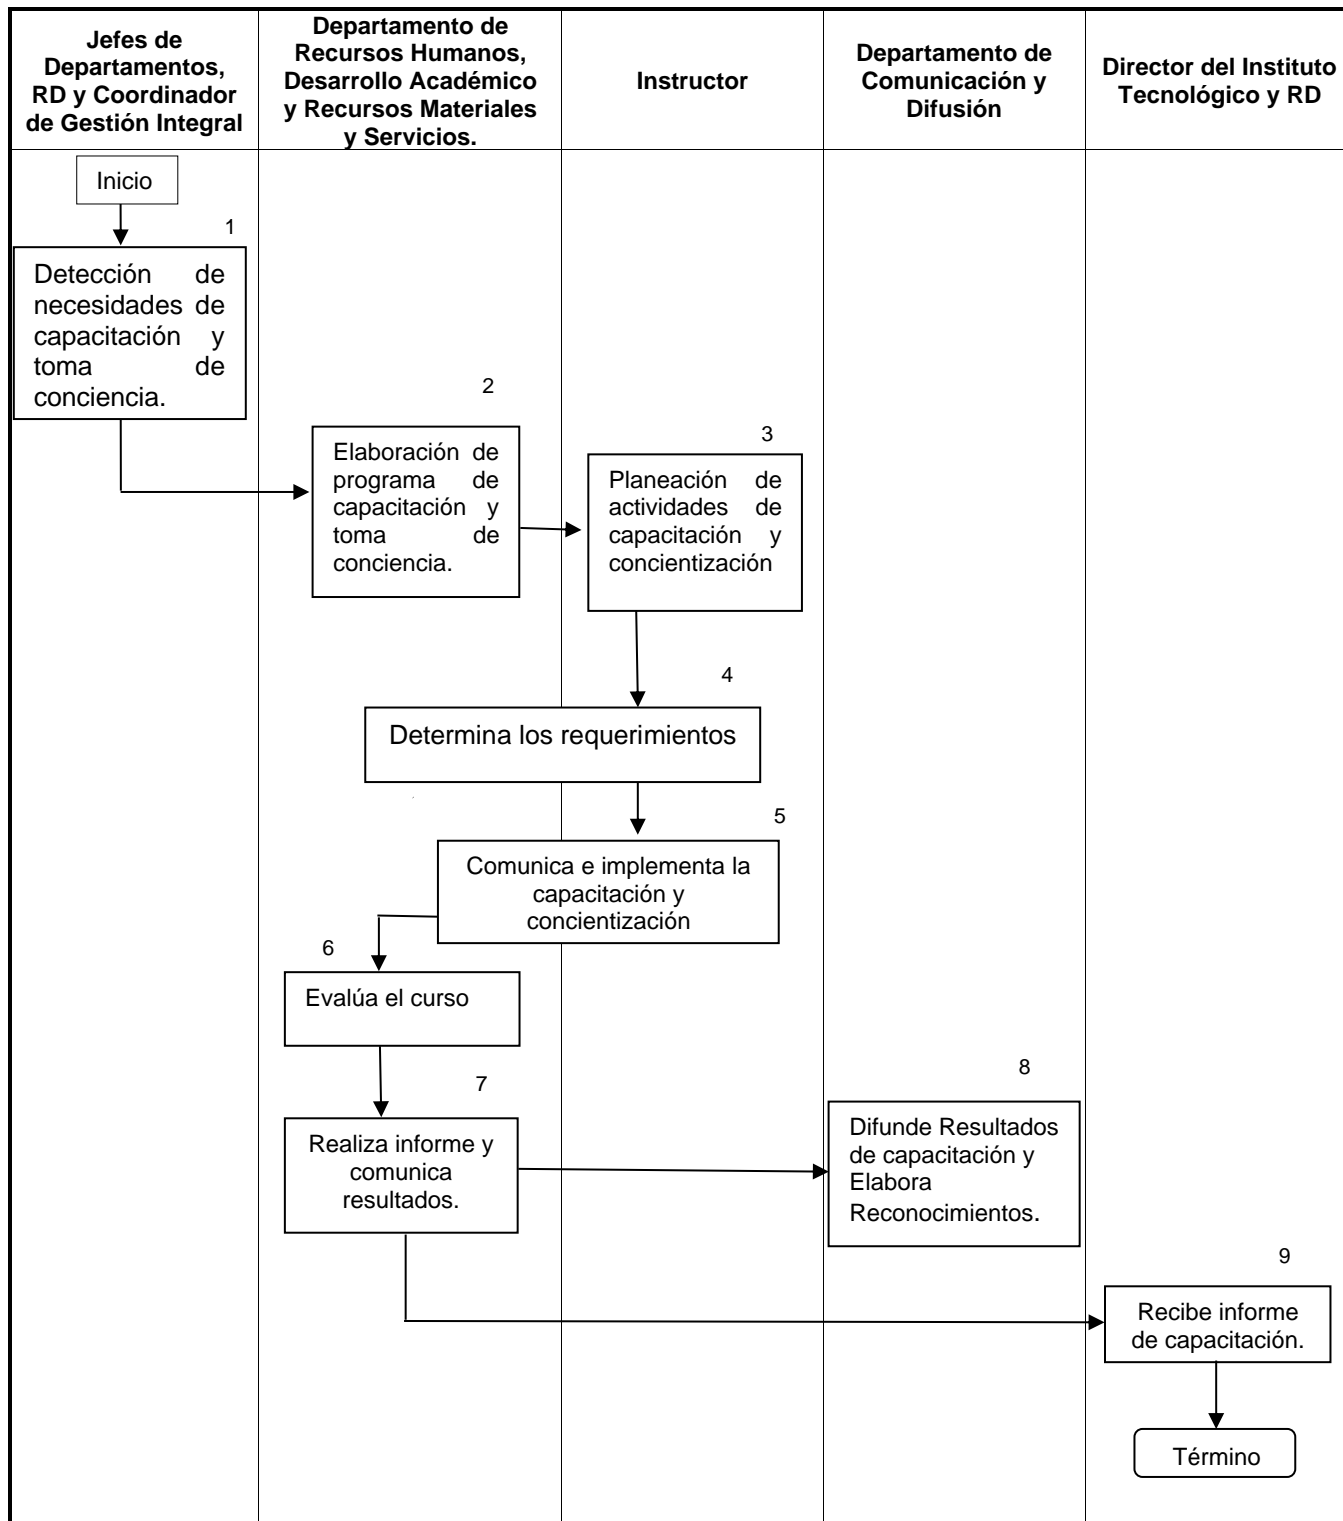 Jefes de
Departamentos,
RD y Coordinador
de Gestión Integral
Departamento de
Recursos Humanos,
Desarrollo Académico
y Recursos Materiales
y Servicios.
Instructor
Departamento de
Comunicación y
Difusión
Director del Instituto
Tecnológico y RD
Inicio
1
Detección de
necesidades de
capacitación y
toma de
conciencia.
2
Elaboración de
programa de
capacitación y
toma de
conciencia.
3
Planeación de
actividades de
capacitación y
concientización
4
Determina los requerimientos
5
Comunica e implementa la
capacitación y
concientización
6
Evalúa el curso
7
Realiza informe y
comunica
resultados.
8
Difunde Resultados
de capacitación y
Elabora
Reconocimientos.
9
Recibe informe
de capacitación.
Término